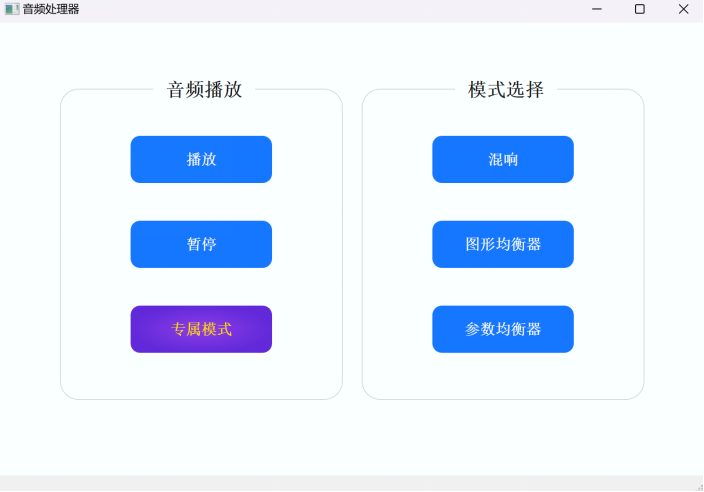 音频处理器
音频播放
播放
暂停
专属模式
模式选择
混响
图形均衡器
参数均衡器